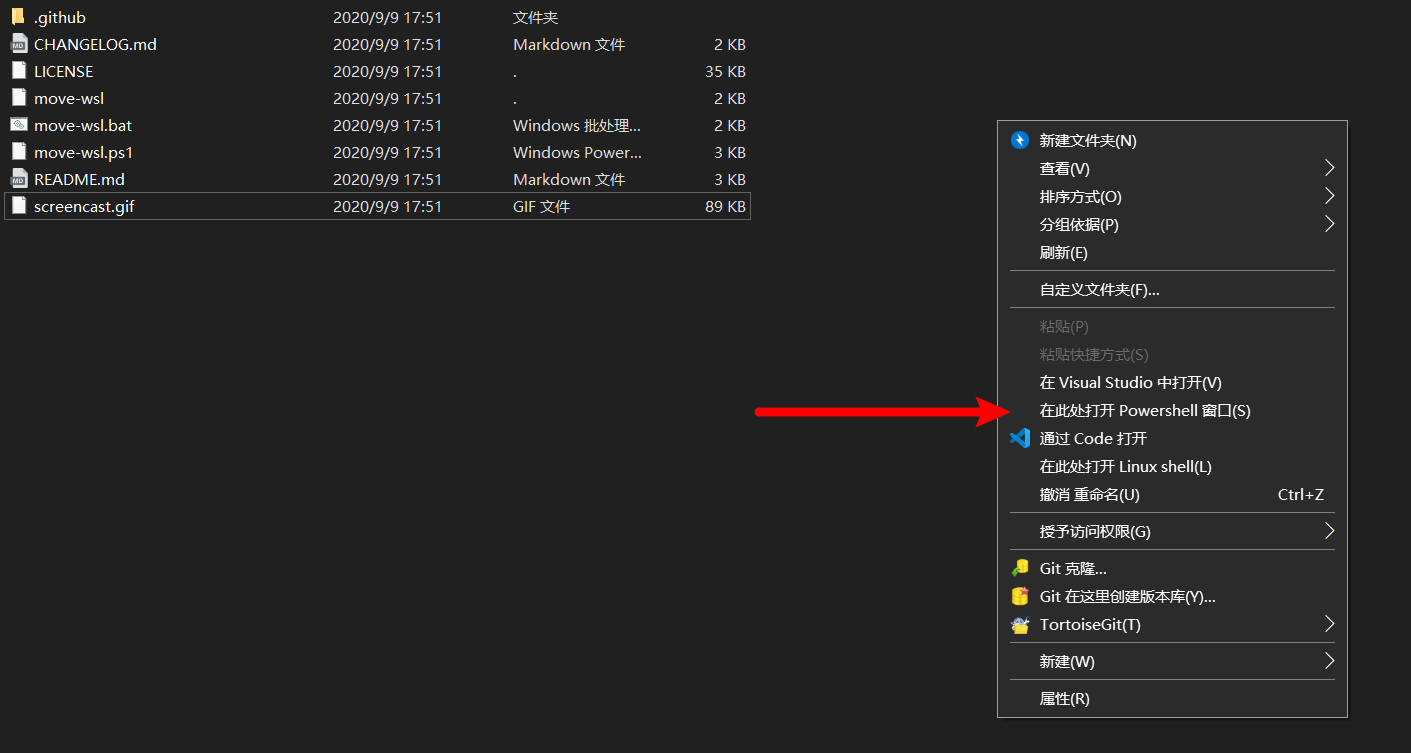 .github 2020/9/9 17:51 文件夹
CHANGELOG.md 2020/9/9 17:51 Markdown 文件 2 KB
LICENSE 2020/9/9 17:51 . 35 KB
move-wsl 2020/9/9 17:51 . 2 KB
move-wsl.bat 2020/9/9 17:51 Windows 批处理... 2 KB
move-wsl.ps1 2020/9/9 17:51 Windows Power... 3 KB
README.md 2020/9/9 17:51 Markdown 文件 3 KB
screencast.gif 2020/9/9 17:51 GIF 文件 89 KB
新建文件夹(N)
查看(V)
排序方式(O)
分组依据(P)
刷新(E)
自定义文件夹(F)...
粘贴(P)
粘贴快捷方式(S)
在 Visual Studio 中打开(V)
在此处打开 Powershell 窗口(S)
通过 Code 打开
在此处打开 Linux shell(L)
撤消 重命名(U) Ctrl+Z
授予访问权限(G)
Git 克隆...
Git 在这里创建版本库(Y)...
TortoiseGit(T)
新建(W)
属性(R)